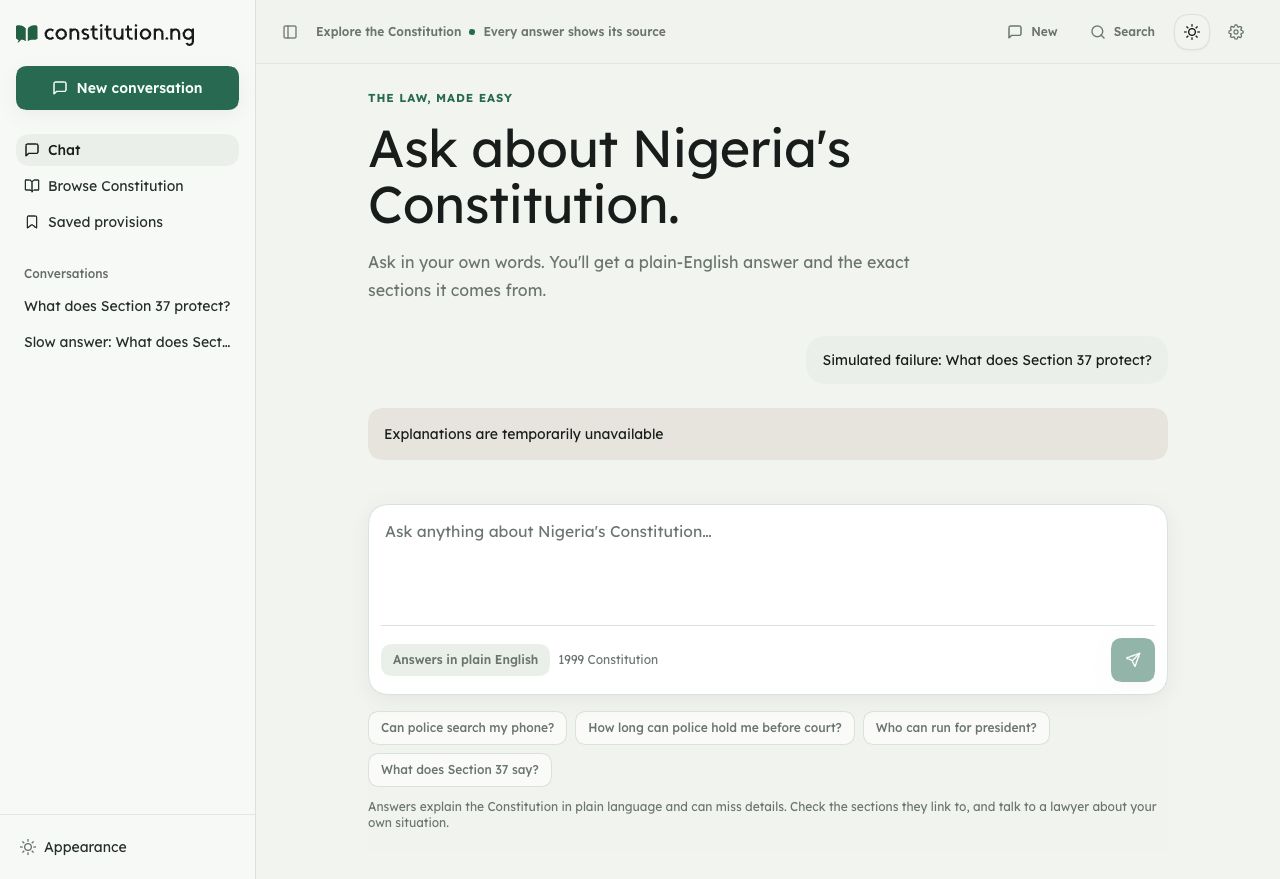 constitution.ng
New conversation
Chat
Browse Constitution
Saved provisions
Conversations
What does Section 37 protect?
Slow answer: What does Sect…
Appearance
Explore the Constitution • Every answer shows its source
New
Search
THE LAW, MADE EASY
Ask about Nigeria's
Constitution.
Ask in your own words. You'll get a plain-English answer and the exact
sections it comes from.
Simulated failure: What does Section 37 protect?
Explanations are temporarily unavailable
Ask anything about Nigeria's Constitution…
Answers in plain English
1999 Constitution
Can police search my phone?
How long can police hold me before court?
Who can run for president?
What does Section 37 say?
Answers explain the Constitution in plain language and can miss details. Check the sections they link to, and talk to a lawyer about your
own situation.